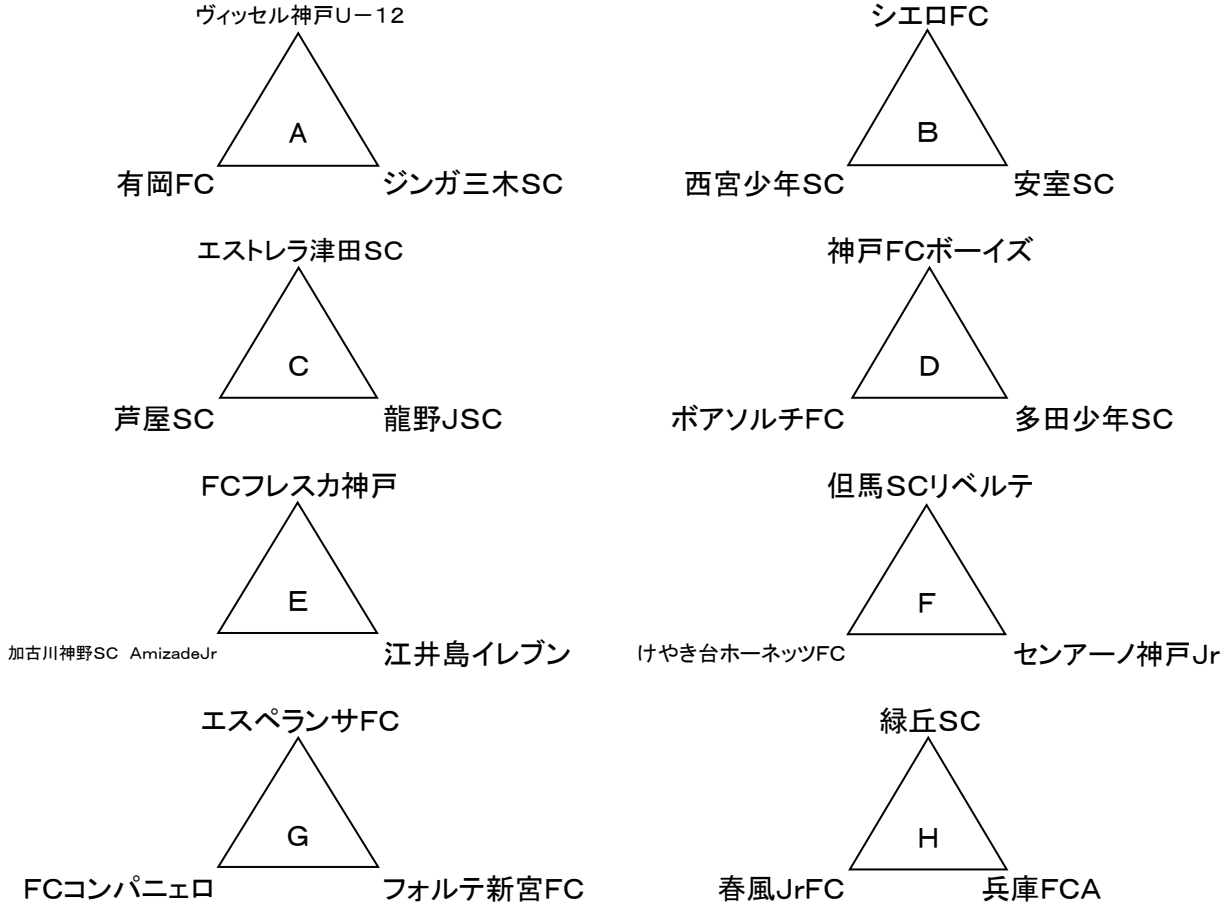 ヴィッセル神戸U－12
A
有岡FC
ジンガ三木SC
シエロFC
B
西宮少年SC
安室SC
エストレラ津田SC
C
芦屋SC
龍野JSC
神戸FCボーイズ
D
ボアソルチFC
多田少年SC
FCフレスカ神戸
E
加古川神野SC　AmizadeJr
江井島イレブン
但馬SCリベルテ
F
けやき台ホーネッツFC
センアーノ神戸Jr
エスペランサFC
G
FCコンパニェロ
フォルテ新宮FC
緑丘SC
H
春風JrFC
兵庫FCA